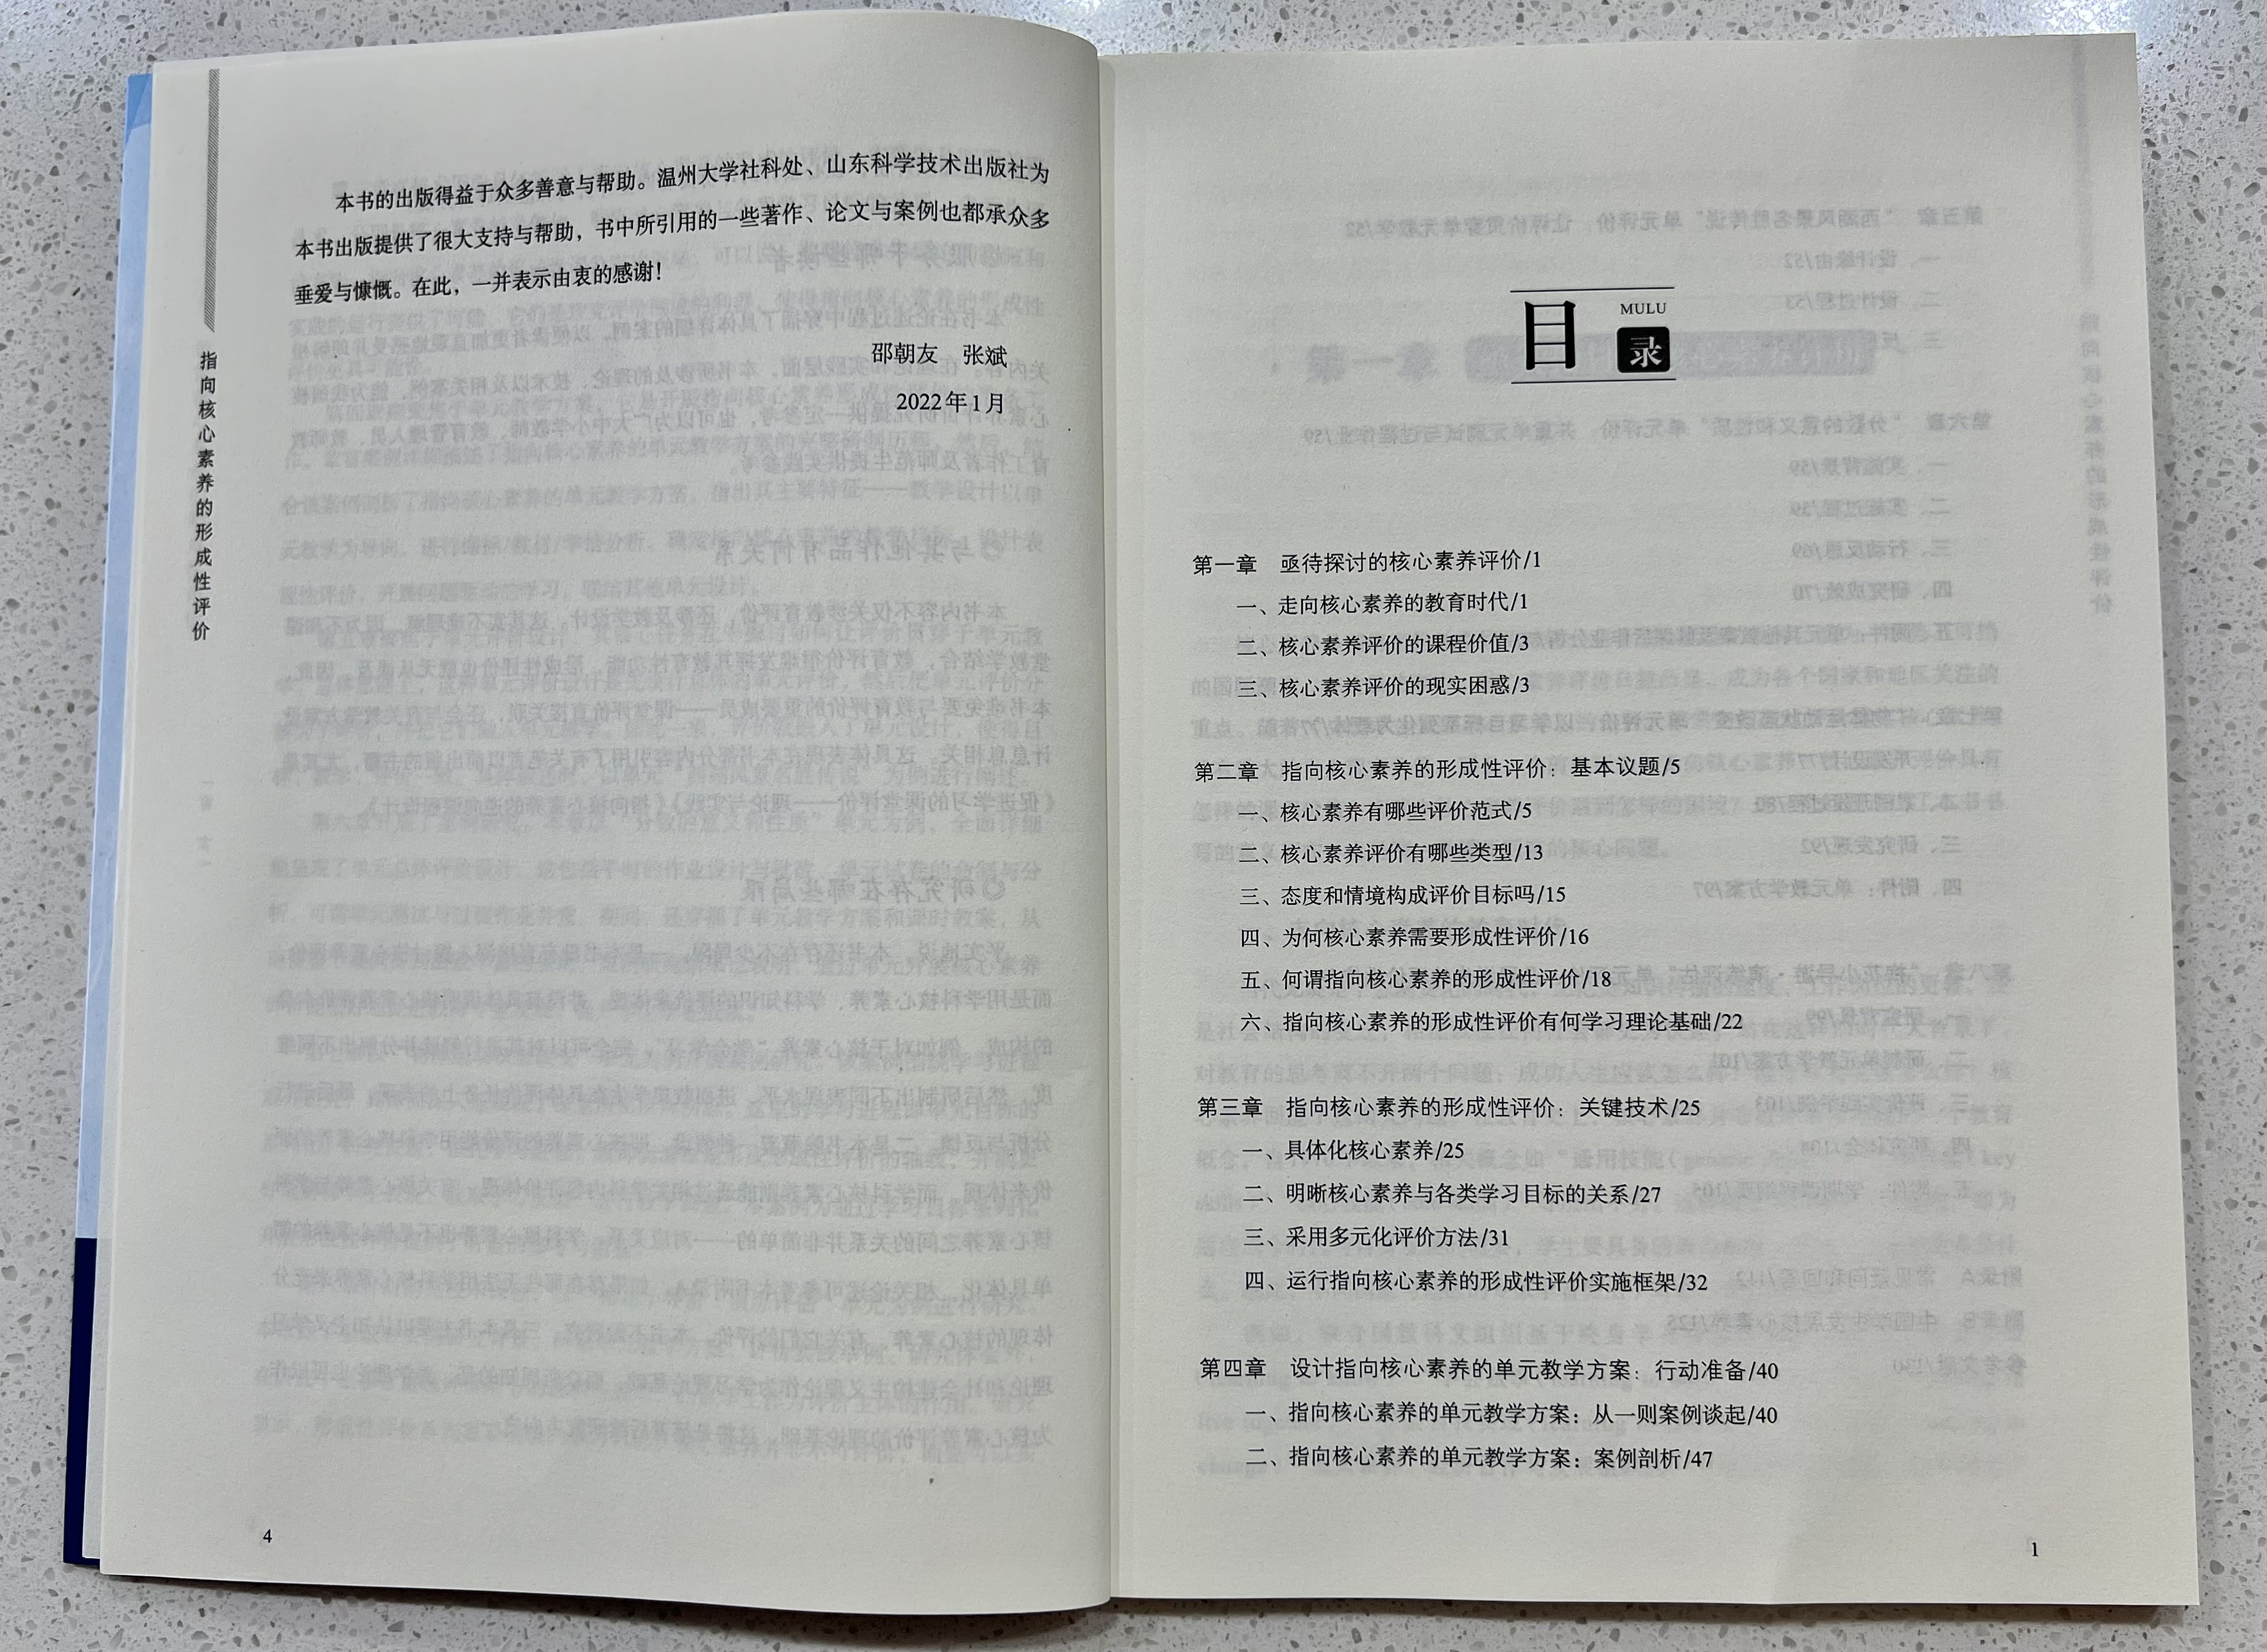 本书的出版得益于众多善意与帮助。温州大学社科处、山东科学技术出版社为
本书出版提供了很大支持与帮助，书中所引用的一些著作、论文与案例也都承众多
垂爱与慷慨。在此，一并表示由衷的感谢！
邵朝友 张斌
2022年1月
指向核心素养的形成性评价
4
目录
MULU
第一章 亟待探讨的核心素养评价/1
一、走向核心素养的教育时代/1
二、核心素养评价的课程价值/3
三、核心素养评价的现实困惑/3
第二章 指向核心素养的形成性评价：基本议题/5
一、核心素养有哪些评价范式/5
二、核心素养评价有哪些类型/13
三、态度和情境构成评价目标吗/15
四、为何核心素养需要形成性评价/16
五、何谓指向核心素养的形成性评价/18
六、指向核心素养的形成性评价有何学习理论基础/22
第三章 指向核心素养的形成性评价：关键技术/25
一、具体化核心素养/25
二、明晰核心素养与各类学习目标的关系/27
三、采用多元化评价方法/31
四、运行指向核心素养的形成性评价实施框架/32
第四章 设计指向核心素养的单元教学方案：行动准备/40
一、指向核心素养的单元教学方案：从一则案例谈起/40
二、指向核心素养的单元教学方案：案例剖析/47
1